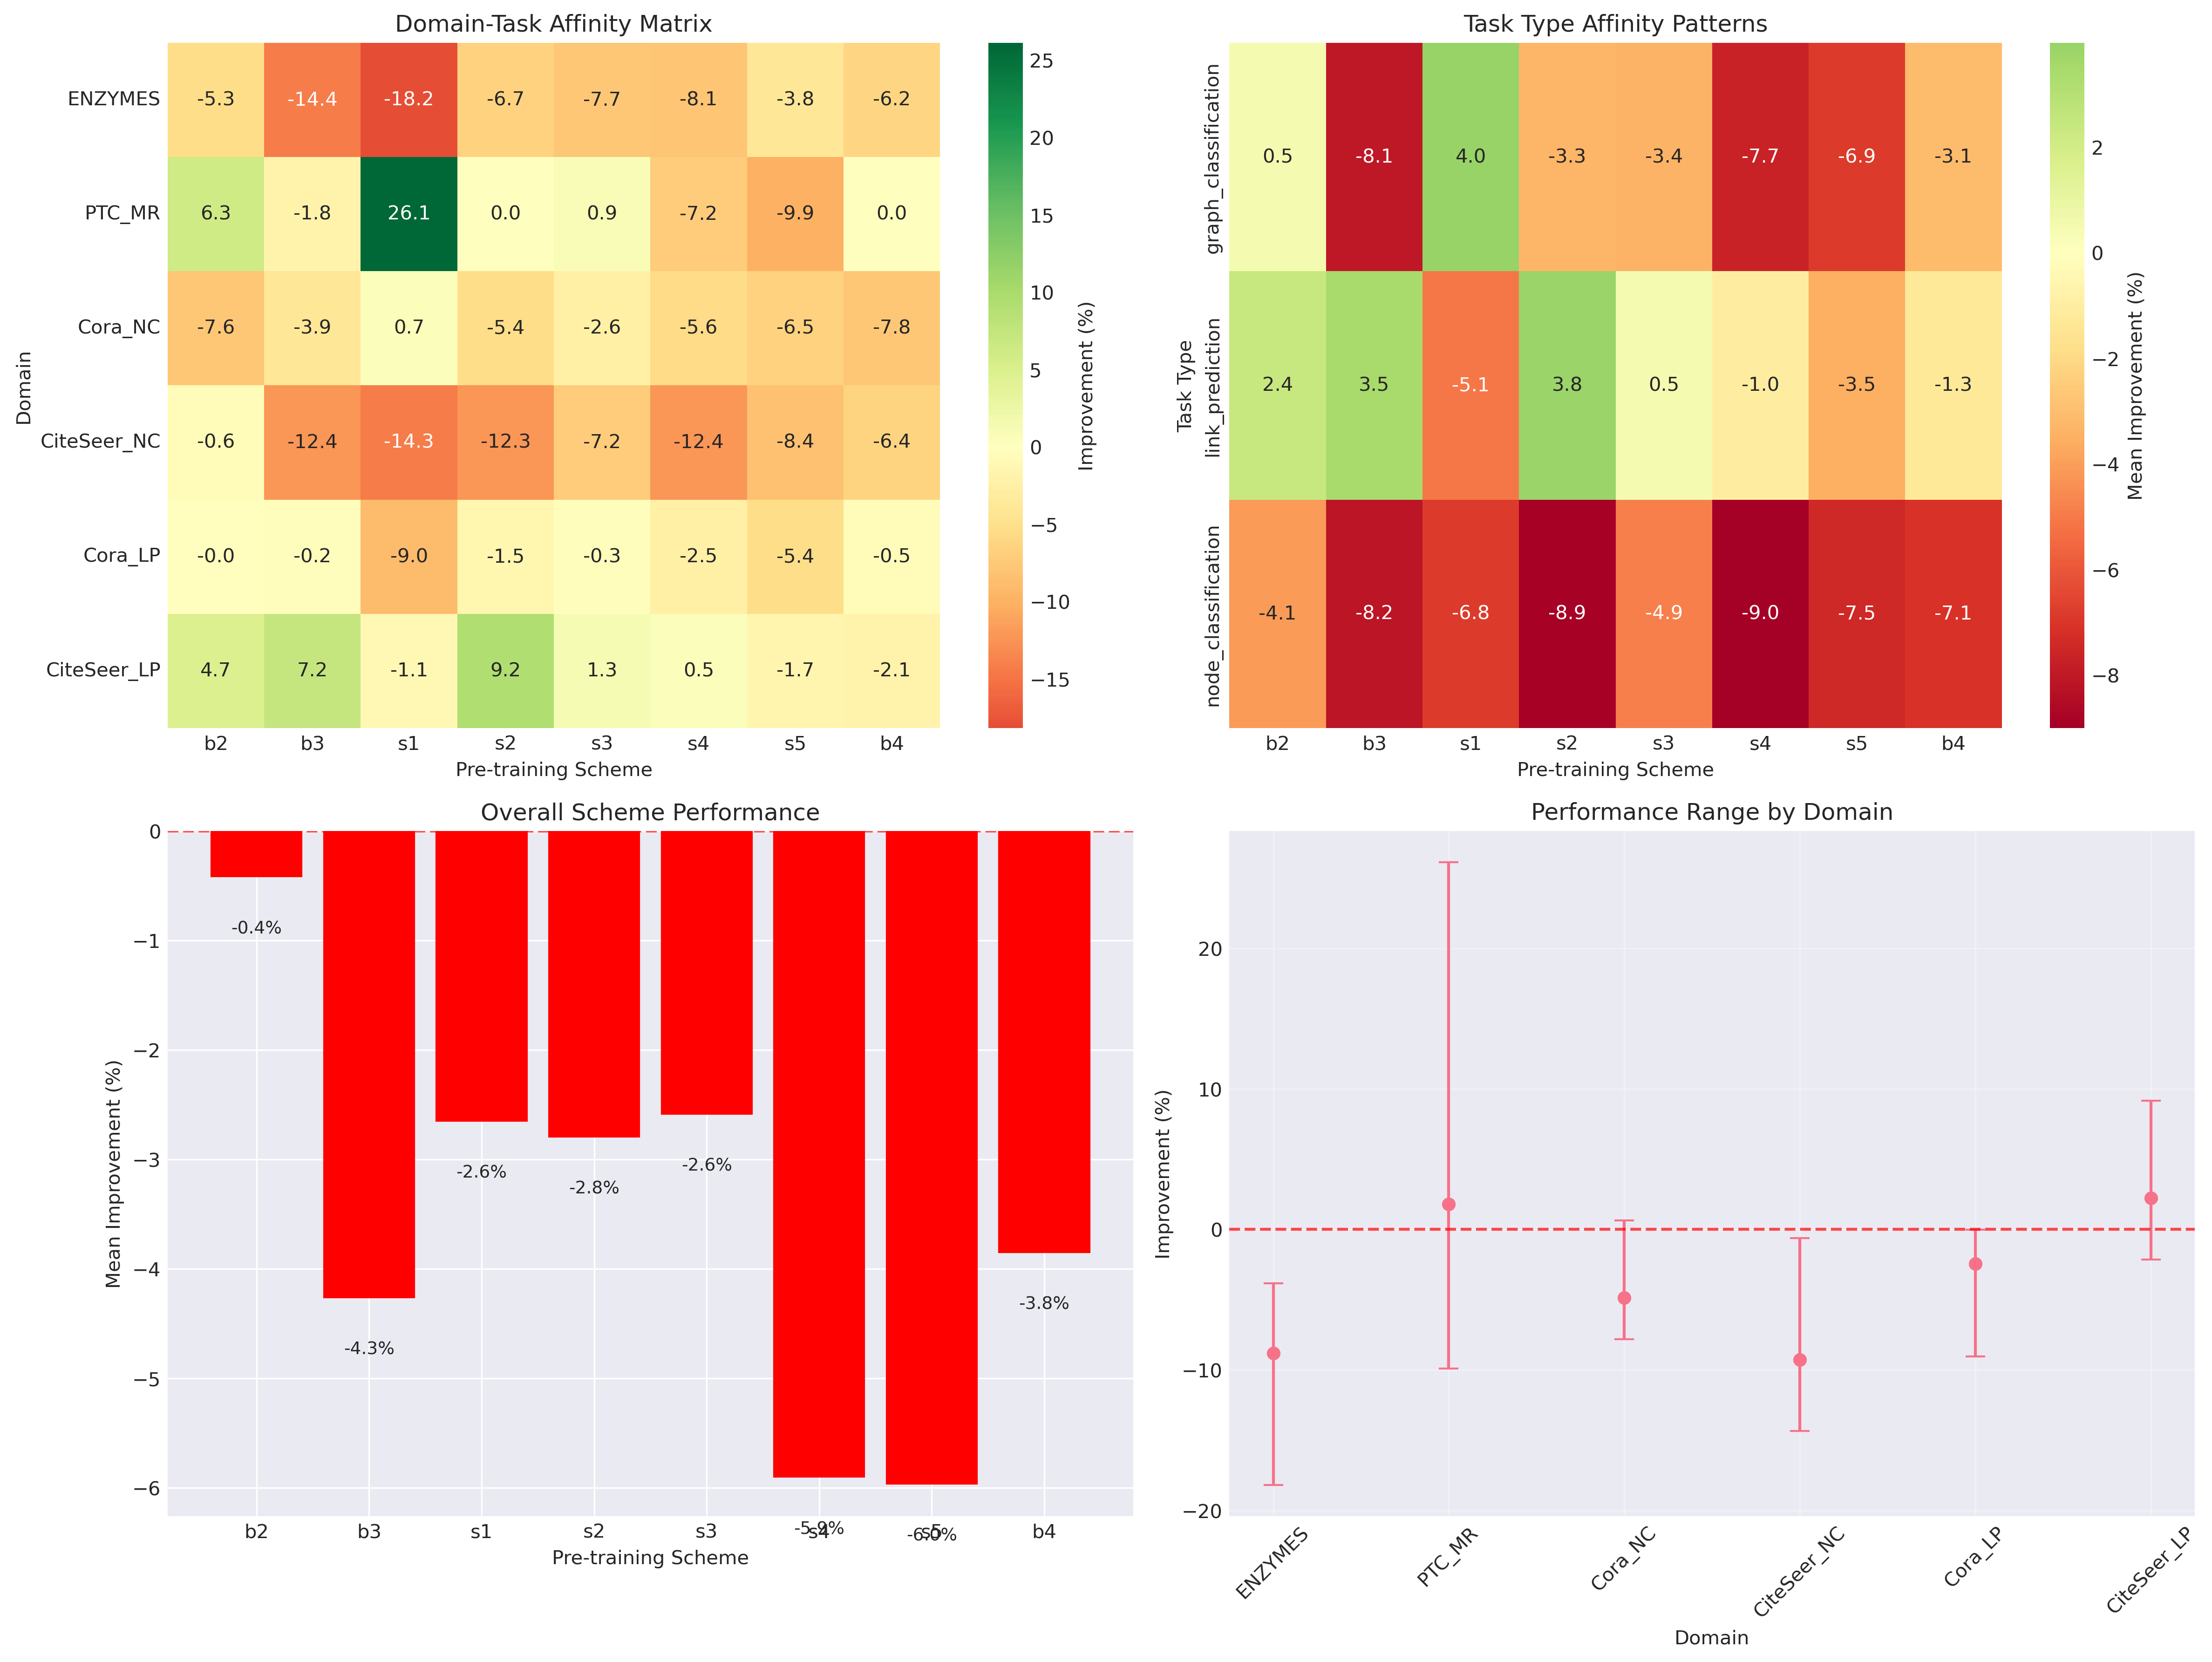 Domain-Task Affinity Matrix
Domain
ENZYMES -5.3 -14.4 -18.2 -6.7 -7.7 -8.1 -3.8 -6.2
PTC_MR 6.3 -1.8 26.1 0.0 0.9 -7.2 -9.9 0.0
Cora_NC -7.6 -3.9 0.7 -5.4 -2.6 -5.6 -6.5 -7.8
CiteSeer_NC -0.6 -12.4 -14.3 -12.3 -7.2 -12.4 -8.4 -6.4
Cora_LP -0.0 -0.2 -9.0 -1.5 -0.3 -2.5 -5.4 -0.5
CiteSeer_LP 4.7 7.2 -1.1 9.2 1.3 0.5 -1.7 -2.1
b2 b3 s1 s2 s3 s4 s5 b4
Pre-training Scheme
25
20
15
10
5
0
−5
−10
−15
Improvement (%)
Task Type Affinity Patterns
Task Type
graph_classification 0.5 -8.1 4.0 -3.3 -3.4 -7.7 -6.9 -3.1
link_prediction 2.4 3.5 -5.1 3.8 0.5 -1.0 -3.5 -1.3
node_classification -4.1 -8.2 -6.8 -8.9 -4.9 -9.0 -7.5 -7.1
b2 b3 s1 s2 s3 s4 s5 b4
Pre-training Scheme
2
0
−2
−4
−6
−8
Mean Improvement (%)
Overall Scheme Performance
Mean Improvement (%)
0
−1
−2
−3
−4
−5
−6
-0.4%
-4.3%
-2.6%
-2.8%
-2.6%
-5.9%
-6.0%
-3.8%
b2 b3 s1 s2 s3 s4 s5 b4
Pre-training Scheme
Performance Range by Domain
Improvement (%)
20
10
0
−10
−20
ENZYMES
PTC_MR
Cora_NC
CiteSeer_NC
Cora_LP
CiteSeer_LP
Domain